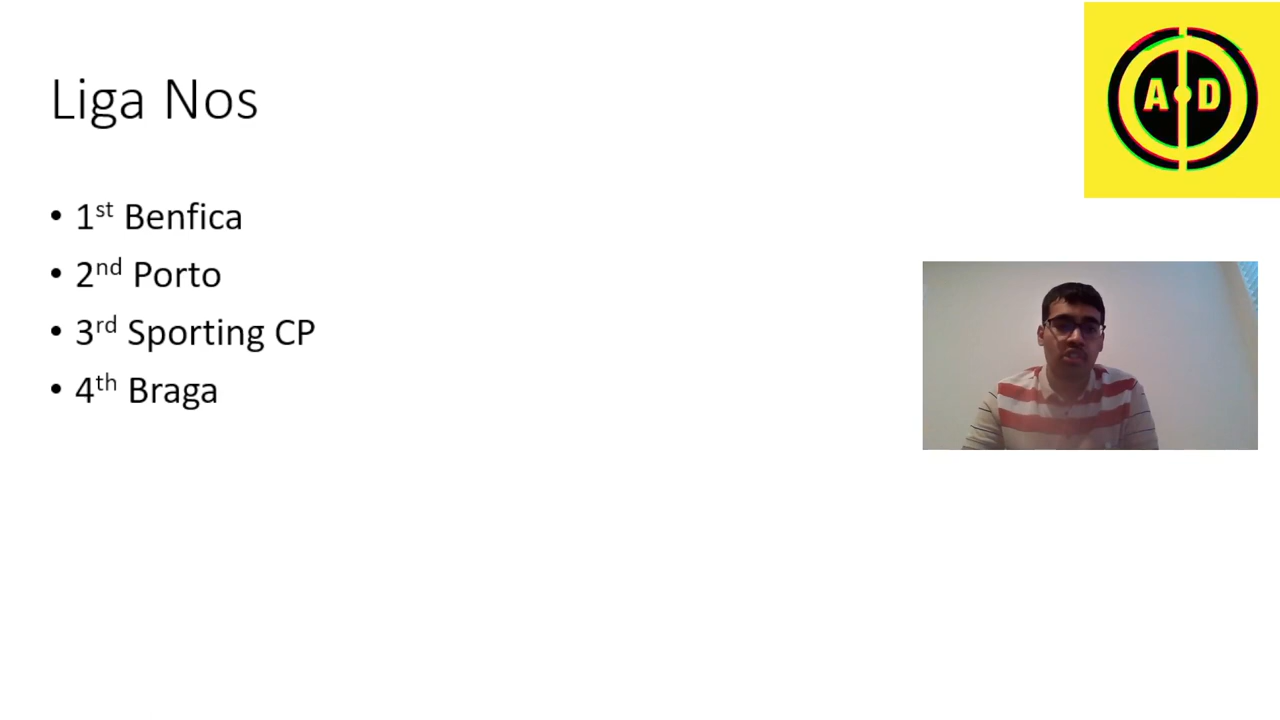 Liga Nos
• 1st Benfica
• 2nd Porto
• 3rd Sporting CP
• 4th Braga
A D